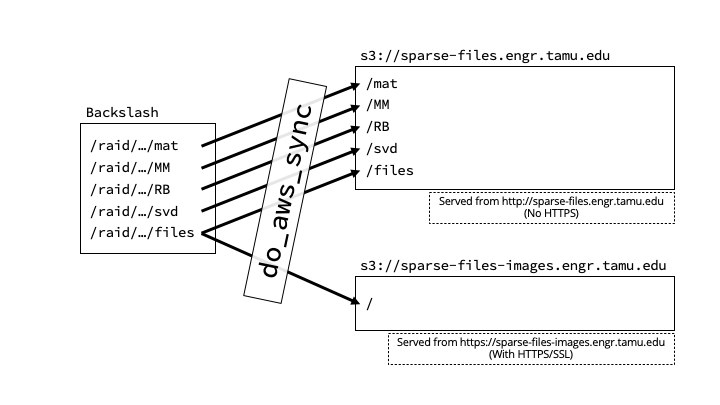 Backslash
/raid/…/mat
/raid/…/MM
/raid/…/RB
/raid/…/svd
/raid/…/files
do_aws_sync
s3://sparse-files.engr.tamu.edu
/mat
/MM
/RB
/svd
/files
Served from http://sparse-files.engr.tamu.edu
(No HTTPS)
s3://sparse-files-images.engr.tamu.edu
/
Served from https://sparse-files-images.engr.tamu.edu
(With HTTPS/SSL)